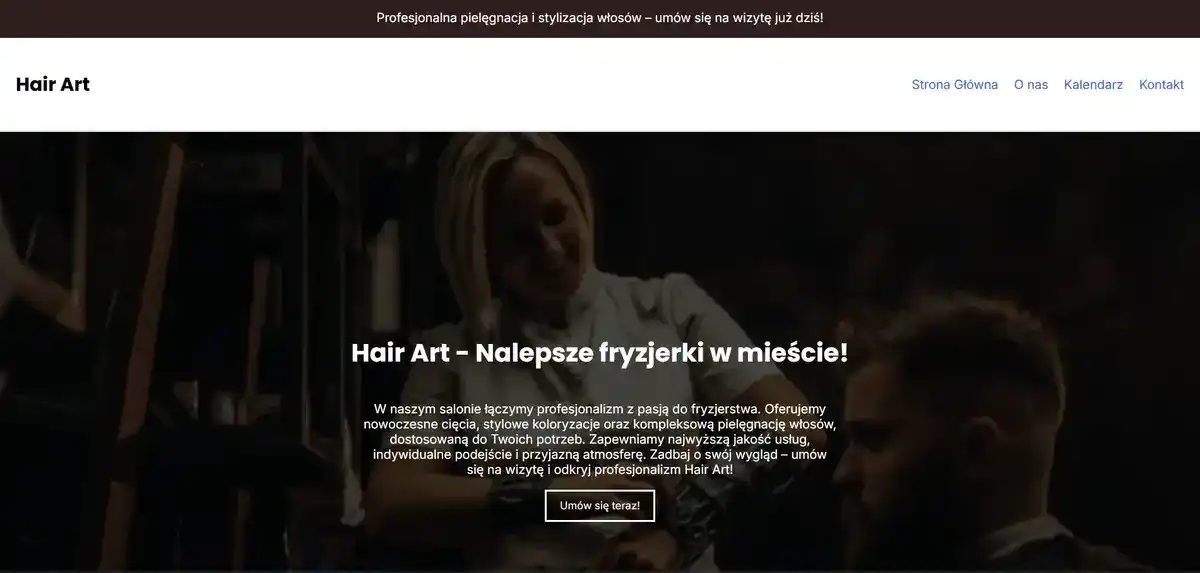 Profesjonalna pielęgnacja i stylizacja włosów – umów się na wizytę już dziś!
Hair Art
Strona Główna O nas Kalendarz Kontakt
Hair Art - Nalepsze fryzjerki w mieście!
W naszym salonie łączymy profesjonalizm z pasją do fryzjerstwa. Oferujemy
nowoczesne cięcia, stylowe koloryzacje oraz kompleksową pielęgnację włosów,
dostosowaną do Twoich potrzeb. Zapewniamy najwyższą jakość usług,
indywidualne podejście i przyjazną atmosferę. Zadbaj o swój wygląd – umów
się na wizytę i odkryj profesjonalizm Hair Art!
Umów się teraz!